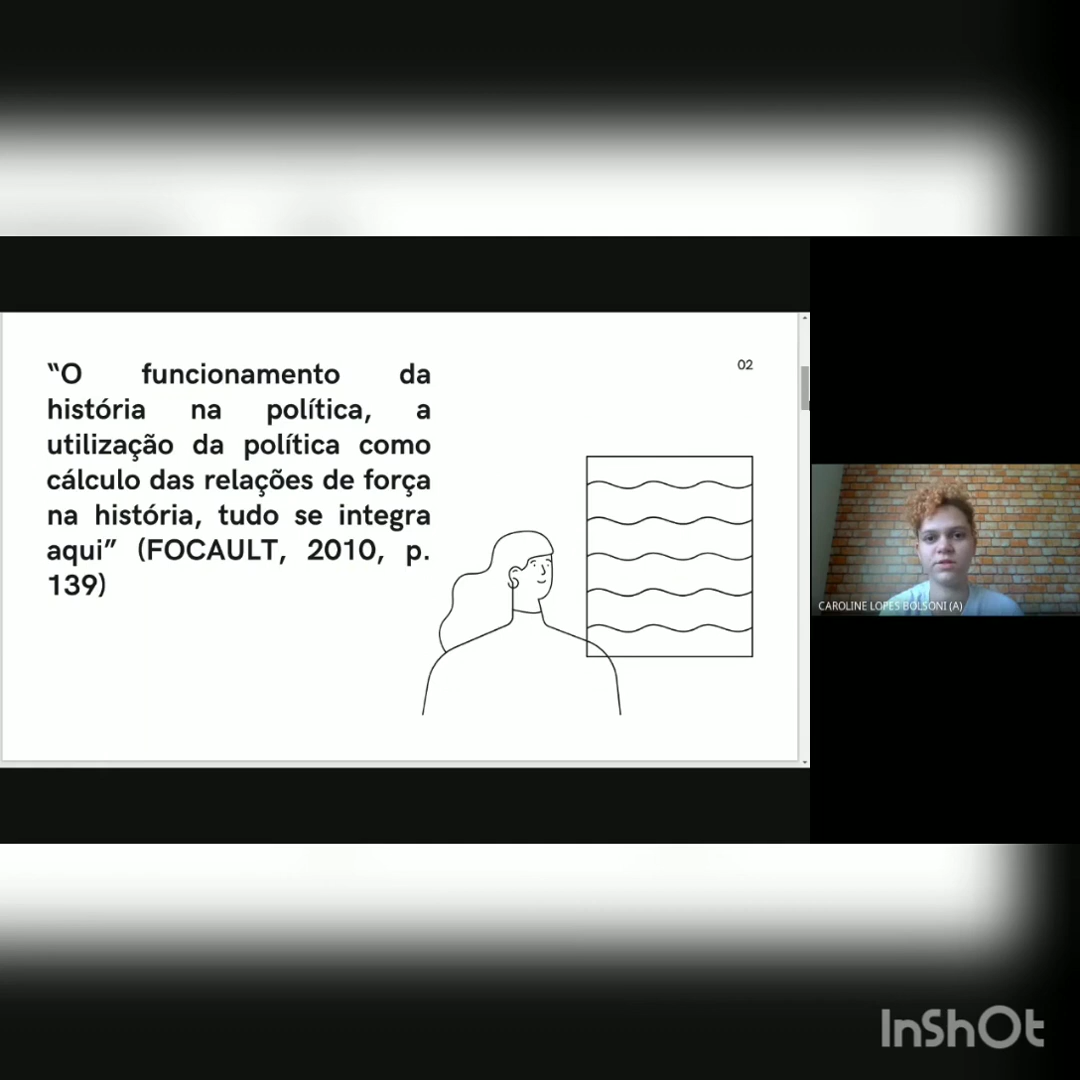 02
“O funcionamento da
história na política, a
utilização da política como
cálculo das relações de força
na história, tudo se integra
aqui” (FOCAULT, 2010, p.
139)
CAROLINE LOPES BOLSONI (A)
InShOt